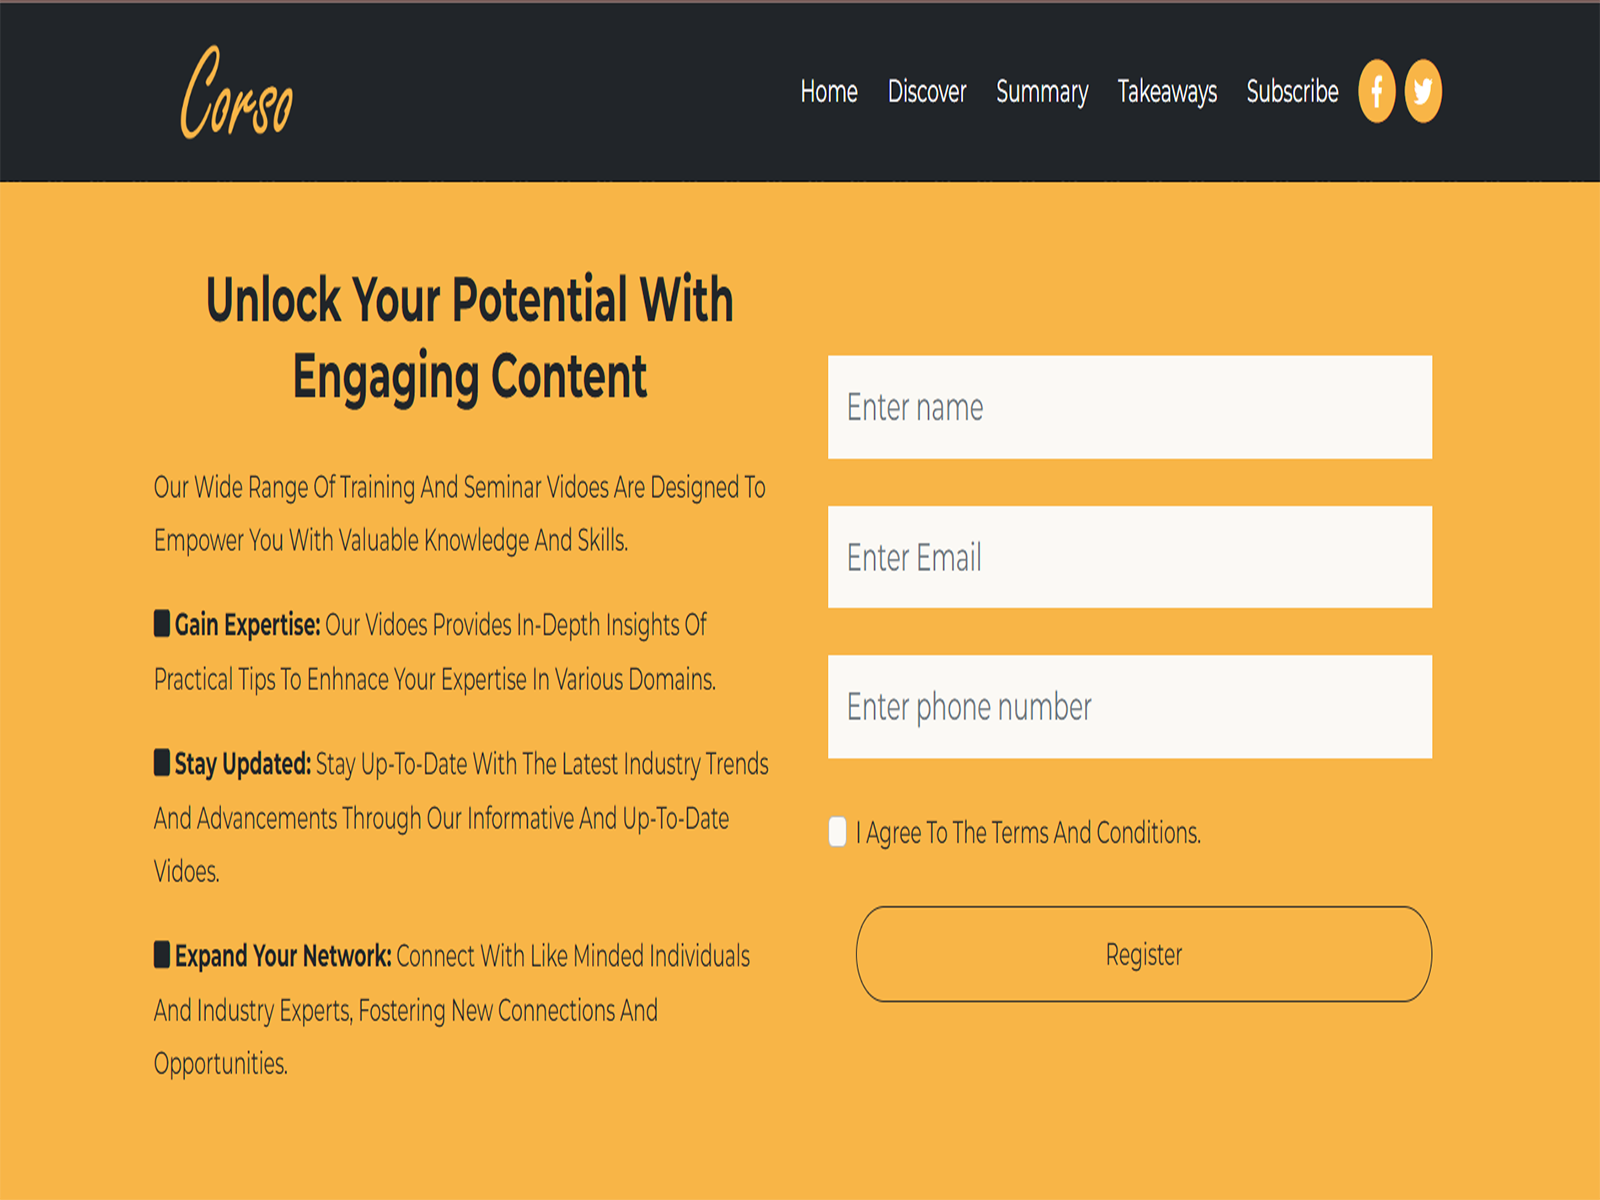 Corso
Home Discover Summary Takeaways Subscribe
Unlock Your Potential With
Engaging Content
Our Wide Range Of Training And Seminar Vidoes Are Designed To
Empower You With Valuable Knowledge And Skills.
Gain Expertise: Our Vidoes Provides In-Depth Insights Of
Practical Tips To Enhnace Your Expertise In Various Domains.
Stay Updated: Stay Up-To-Date With The Latest Industry Trends
And Advancements Through Our Informative And Up-To-Date
Vidoes.
Expand Your Network: Connect With Like Minded Individuals
And Industry Experts, Fostering New Connections And
Opportunities.
Enter name
Enter Email
Enter phone number
I Agree To The Terms And Conditions.
Register